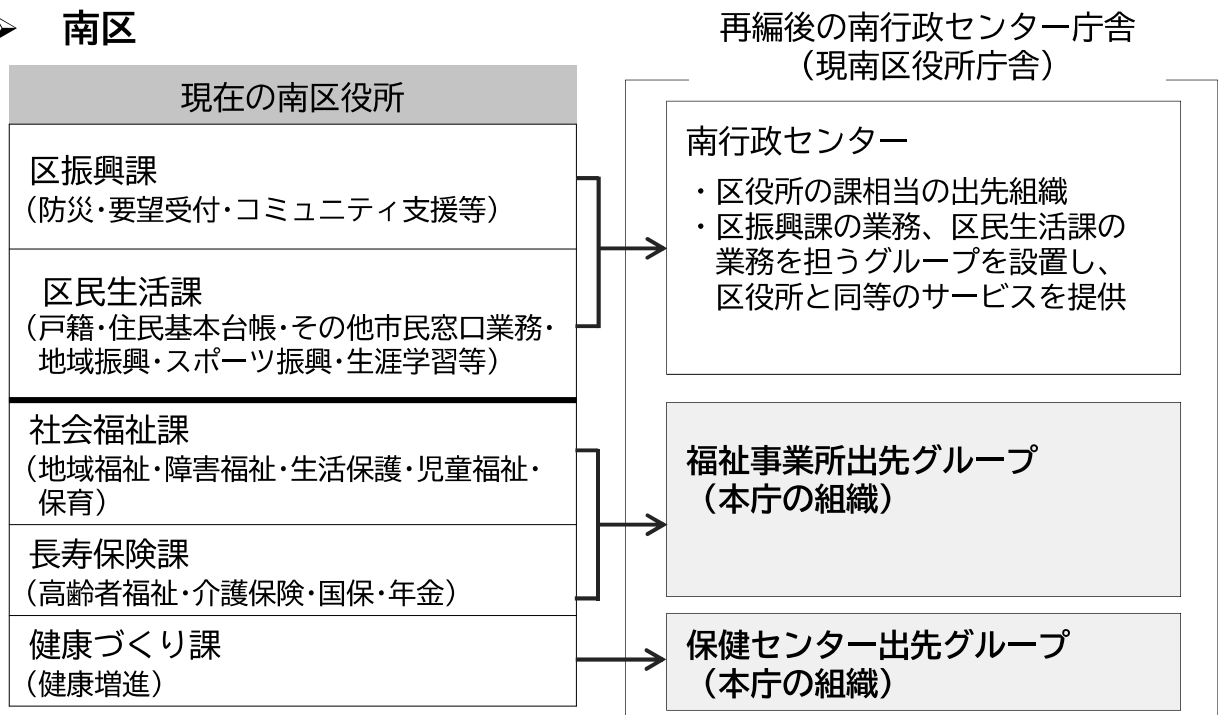 ➢ 南区
再編後の南行政センター庁舎
（現南区役所庁舎）
現在の南区役所
区振興課
（防災・要望受付・コミュニティ支援等）
区民生活課
（戸籍・住民基本台帳・その他市民窓口業務・
地域振興・スポーツ振興・生涯学習等）
社会福祉課
（地域福祉・障害福祉・生活保護・児童福祉・
保育）
長寿保険課
（高齢者福祉・介護保険・国保・年金）
健康づくり課
（健康増進）
南行政センター
・区役所の課相当の出先組織
・区振興課の業務、区民生活課の
業務を担うグループを設置し、
区役所と同等のサービスを提供
福祉事業所出先グループ
（本庁の組織）
保健センター出先グループ
（本庁の組織）